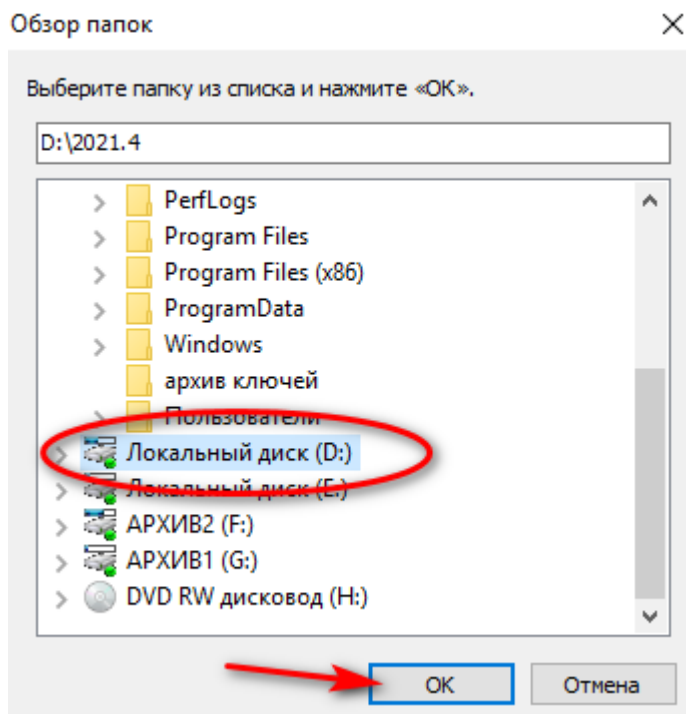 Обзор папок
Выберите папку из списка и нажмите «ОК».
D:\2021.4
PerfLogs
Program Files
Program Files (x86)
ProgramData
Windows
архив ключей
Пользователи
Локальный диск (D:)
Локальный диск (E:)
АРХИВ2 (F:)
АРХИВ1 (G:)
DVD RW дисковод (H:)
ОК Отмена